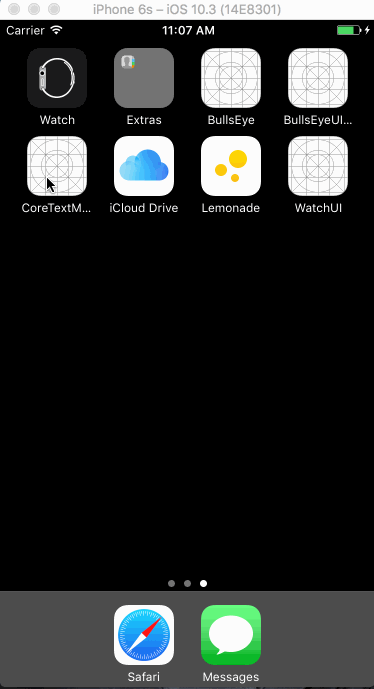 iPhone 6s – iOS 10.3 (14E8301)
Carrier 11:07 AM
Watch Extras BullsEye BullsEyeUI...
CoreTextM... iCloud Drive Lemonade WatchUI
Safari Messages